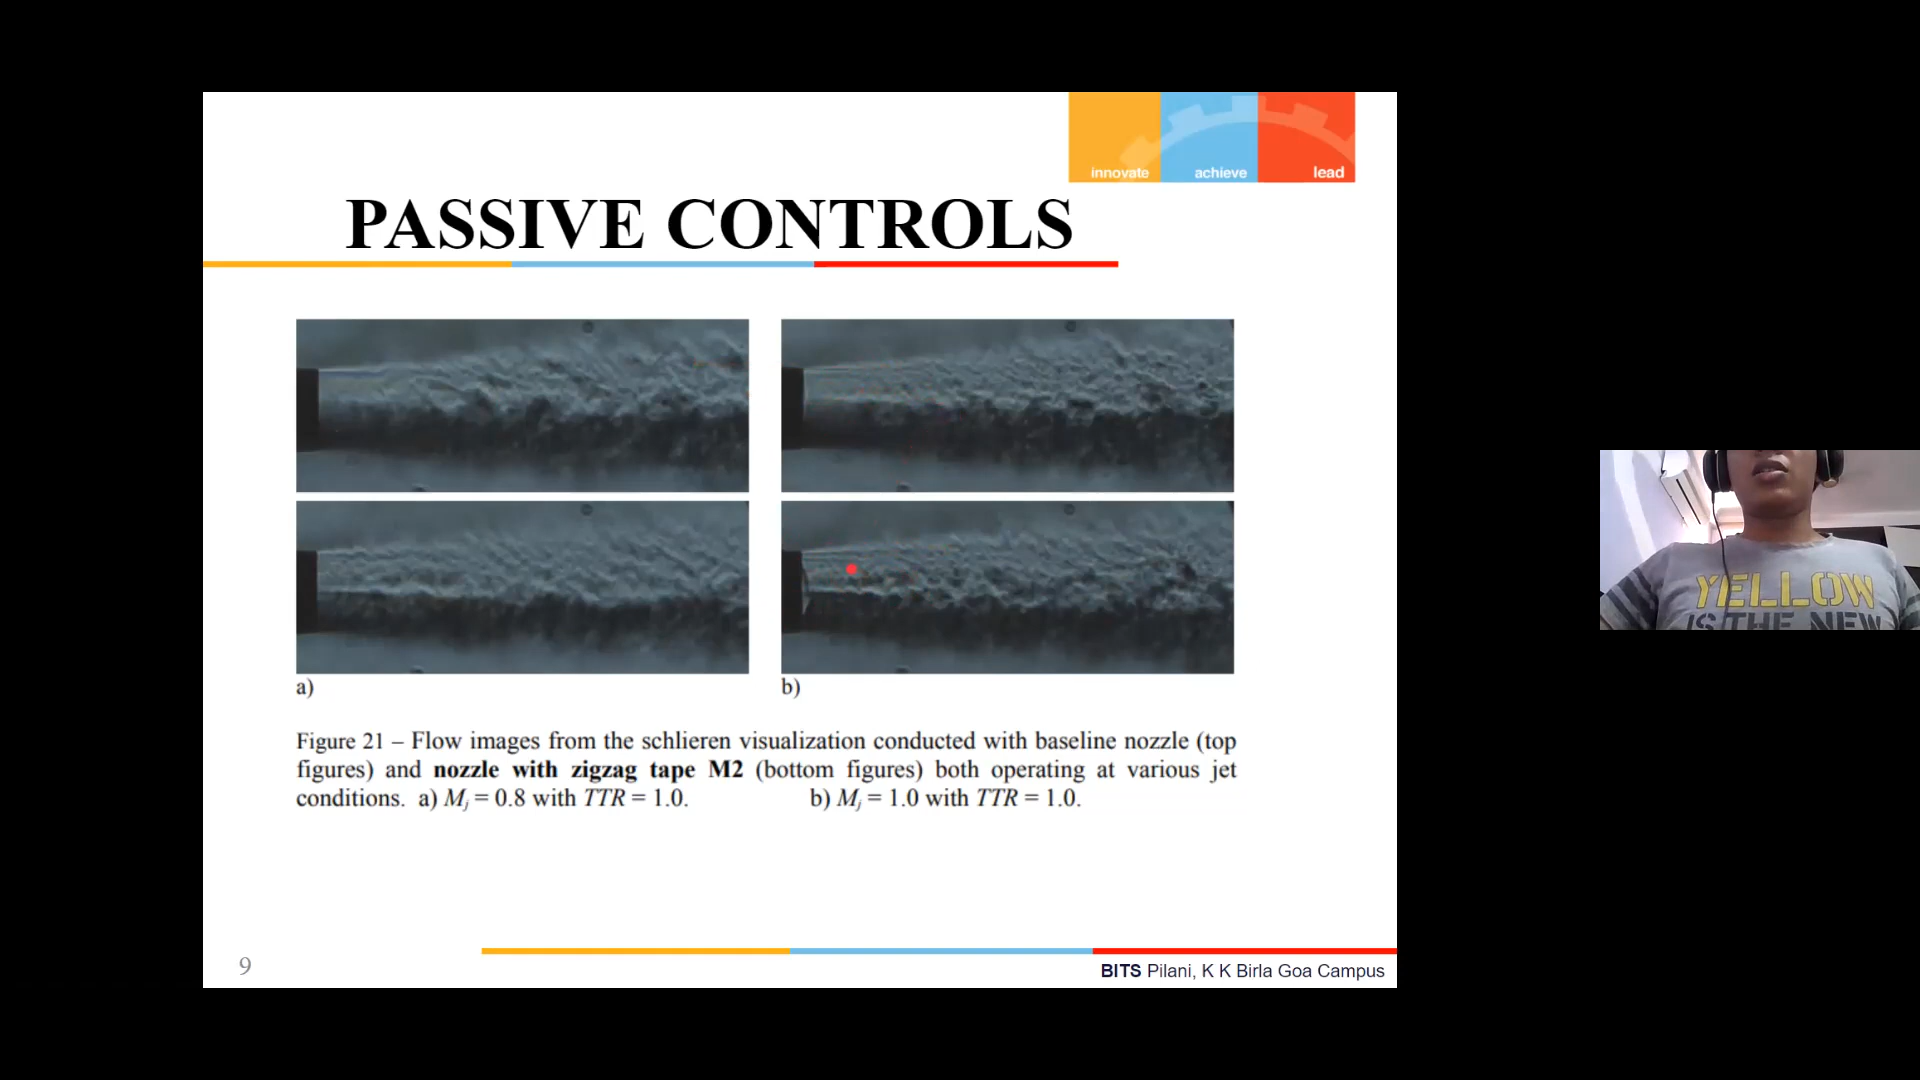 innovate achieve lead
PASSIVE CONTROLS
a) b)
Figure 21 – Flow images from the schlieren visualization conducted with baseline nozzle (top
figures) and nozzle with zigzag tape M2 (bottom figures) both operating at various jet
conditions. a) Mj = 0.8 with TTR = 1.0. b) Mj = 1.0 with TTR = 1.0.
YELLOW
IS THE NEW
9
BITS Pilani, K K Birla Goa Campus